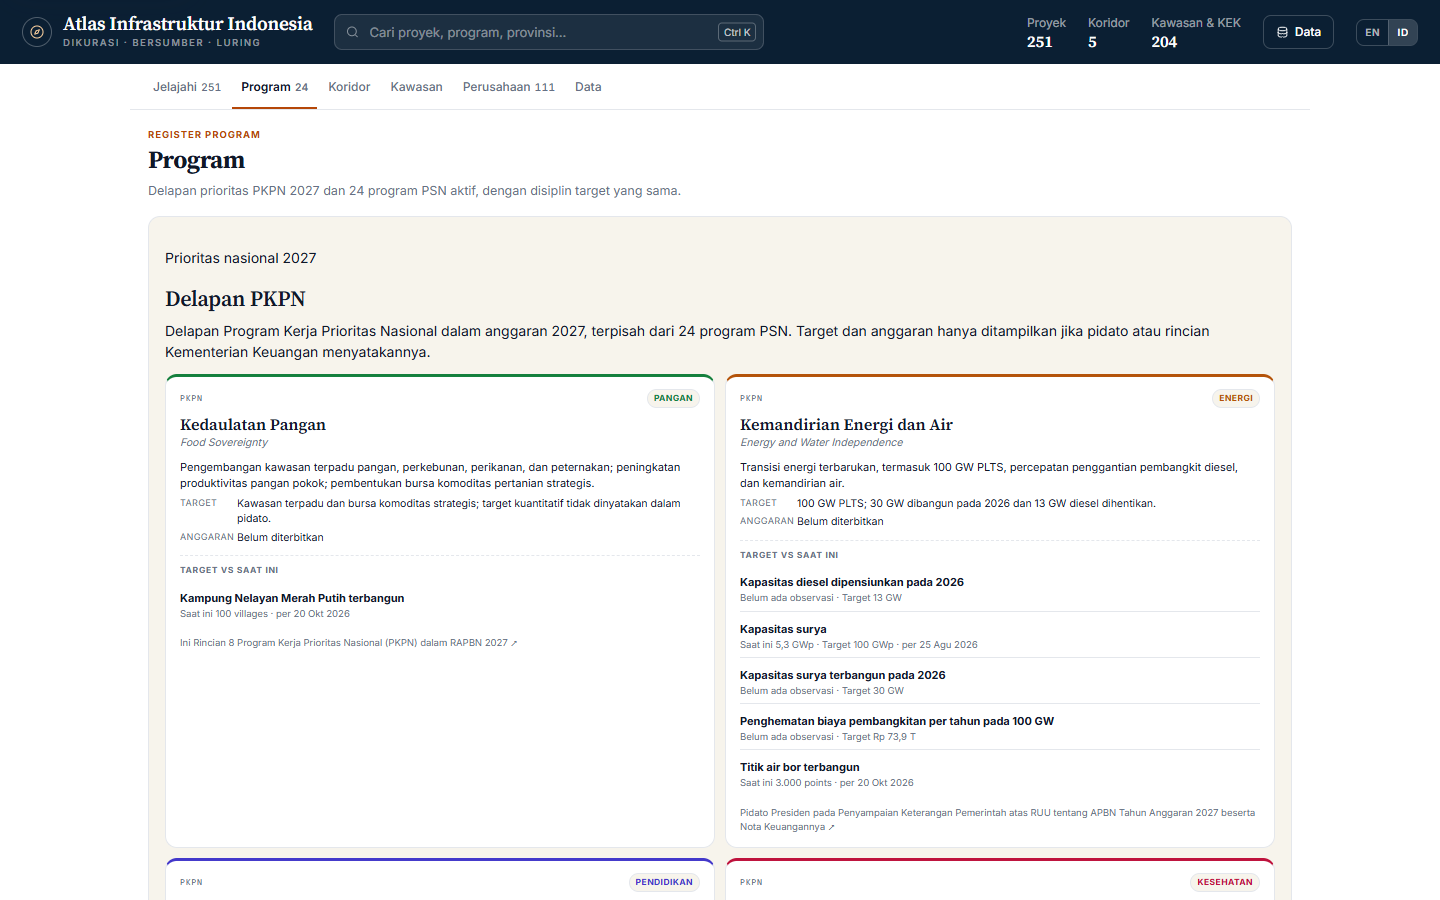 Atlas Infrastruktur Indonesia
DIKURASI · BERSUMBER · LURING
Cari proyek, program, provinsi...
Ctrl K
Proyek
251
Koridor
5
Kawasan & KEK
204
Data
EN
ID
Jelajahi 251
Program 24
Koridor
Kawasan
Perusahaan 111
Data
REGISTER PROGRAM
Program
Delapan prioritas PKPN 2027 dan 24 program PSN aktif, dengan disiplin target yang sama.
Prioritas nasional 2027
Delapan PKPN
Delapan Program Kerja Prioritas Nasional dalam anggaran 2027, terpisah dari 24 program PSN. Target dan anggaran hanya ditampilkan jika pidato atau rincian
Kementerian Keuangan menyatakannya.
PKPN
PANGAN
Kedaulatan Pangan
Food Sovereignty
Pengembangan kawasan terpadu pangan, perkebunan, perikanan, dan peternakan; peningkatan
produktivitas pangan pokok; pembentukan bursa komoditas pertanian strategis.
TARGET Kawasan terpadu dan bursa komoditas strategis; target kuantitatif tidak dinyatakan dalam
pidato.
ANGGARAN Belum diterbitkan
TARGET VS SAAT INI
Kampung Nelayan Merah Putih terbangun
Saat ini 100 villages · per 20 Okt 2026
Ini Rincian 8 Program Kerja Prioritas Nasional (PKPN) dalam RAPBN 2027 ↗
PKPN
ENERGI
Kemandirian Energi dan Air
Energy and Water Independence
Transisi energi terbarukan, termasuk 100 GW PLTS, percepatan penggantian pembangkit diesel,
dan kemandirian air.
TARGET 100 GW PLTS; 30 GW dibangun pada 2026 dan 13 GW diesel dihentikan.
ANGGARAN Belum diterbitkan
TARGET VS SAAT INI
Kapasitas diesel dipensiunkan pada 2026
Belum ada observasi · Target 13 GW
Kapasitas surya
Saat ini 5,3 GWp · Target 100 GWp · per 25 Agu 2026
Kapasitas surya terbangun pada 2026
Belum ada observasi · Target 30 GW
Penghematan biaya pembangkitan per tahun pada 100 GW
Belum ada observasi · Target Rp 73,9 T
Titik air bor terbangun
Saat ini 3.000 points · per 20 Okt 2026
Pidato Presiden pada Penyampaian Keterangan Pemerintah atas RUU tentang APBN Tahun Anggaran 2027 beserta
Nota Keuangannya ↗
PKPN
PENDIDIKAN
PKPN
KESEHATAN